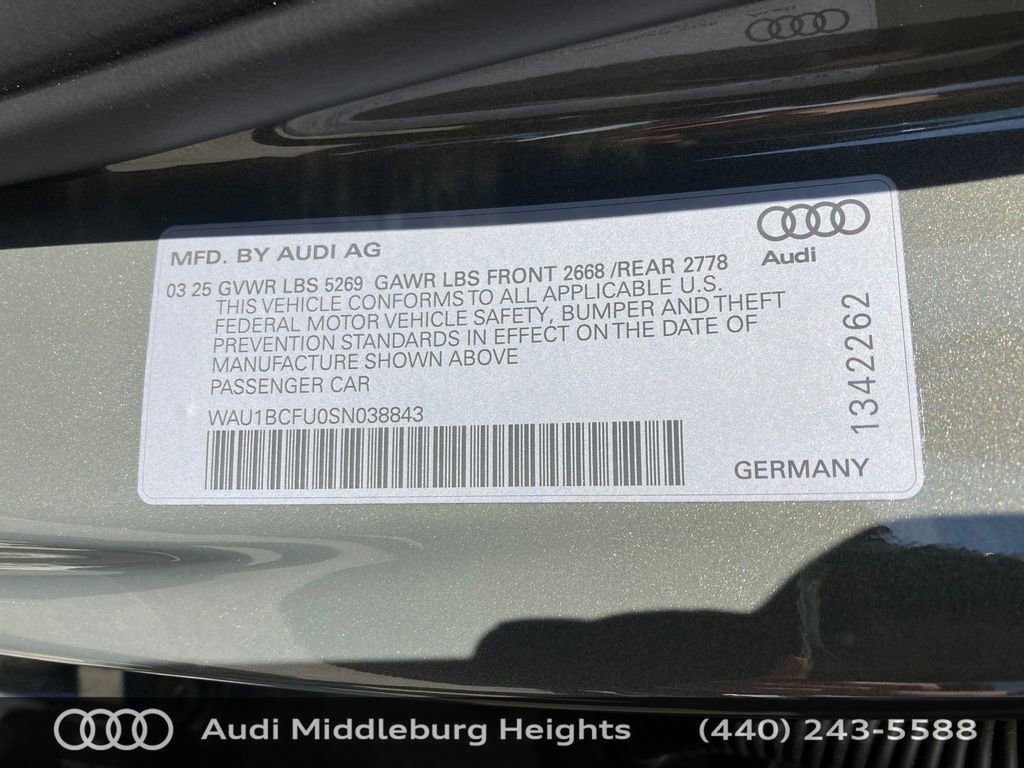 MFD. BY AUDI AG
Audi
03 25 GVWR LBS 5269 GAWR LBS FRONT 2668 /REAR 2778
THIS VEHICLE CONFORMS TO ALL APPLICABLE U.S.
FEDERAL MOTOR VEHICLE SAFETY, BUMPER AND THEFT
PREVENTION STANDARDS IN EFFECT ON THE DATE OF
MANUFACTURE SHOWN ABOVE
PASSENGER CAR
WAU1BCFU0SN038843
1342262
GERMANY
Audi Middleburg Heights (440) 243-5588